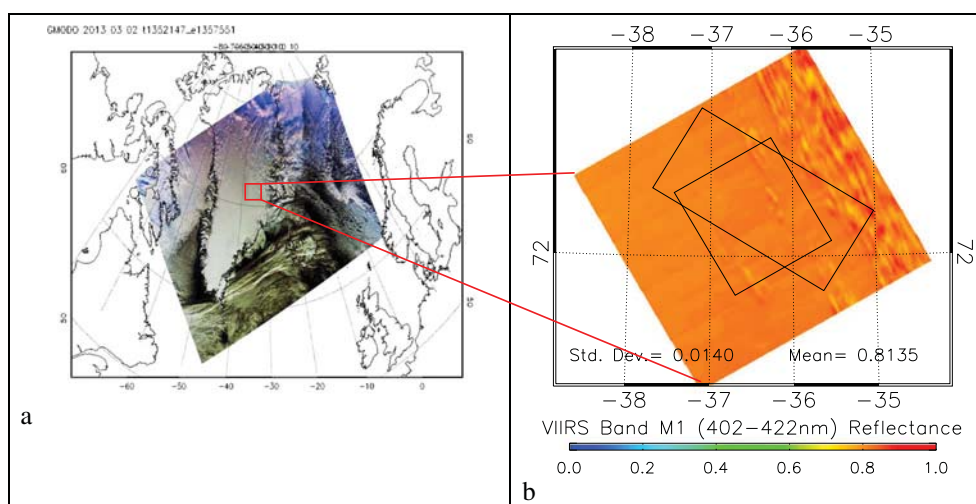 GMODO 2013 03 02 t1352147_e1357551
60
60
50
50
-60 -50 -40 -30 -20 -10 0
a
-38 -37 -36 -35
72
72
Std. Dev.= 0.0140 Mean= 0.8135
-38 -37 -36 -35
VIIRS Band M1 (402-422nm) Reflectance
0.0 0.2 0.4 0.6 0.8 1.0
b